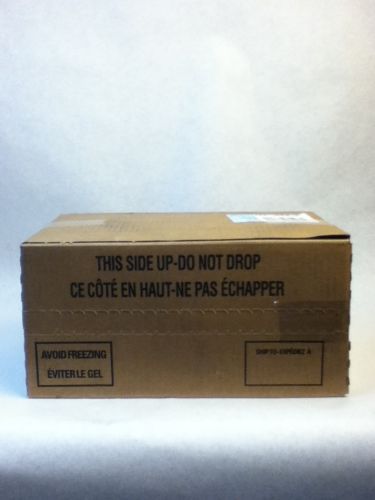 THIS SIDE UP-DO NOT DROP
CE CÔTÉ EN HAUT-NE PAS ÉCHAPPER
AVOID FREEZING
ÉVITER LE GEL
SHIP TO-EXPÉDIEZ À